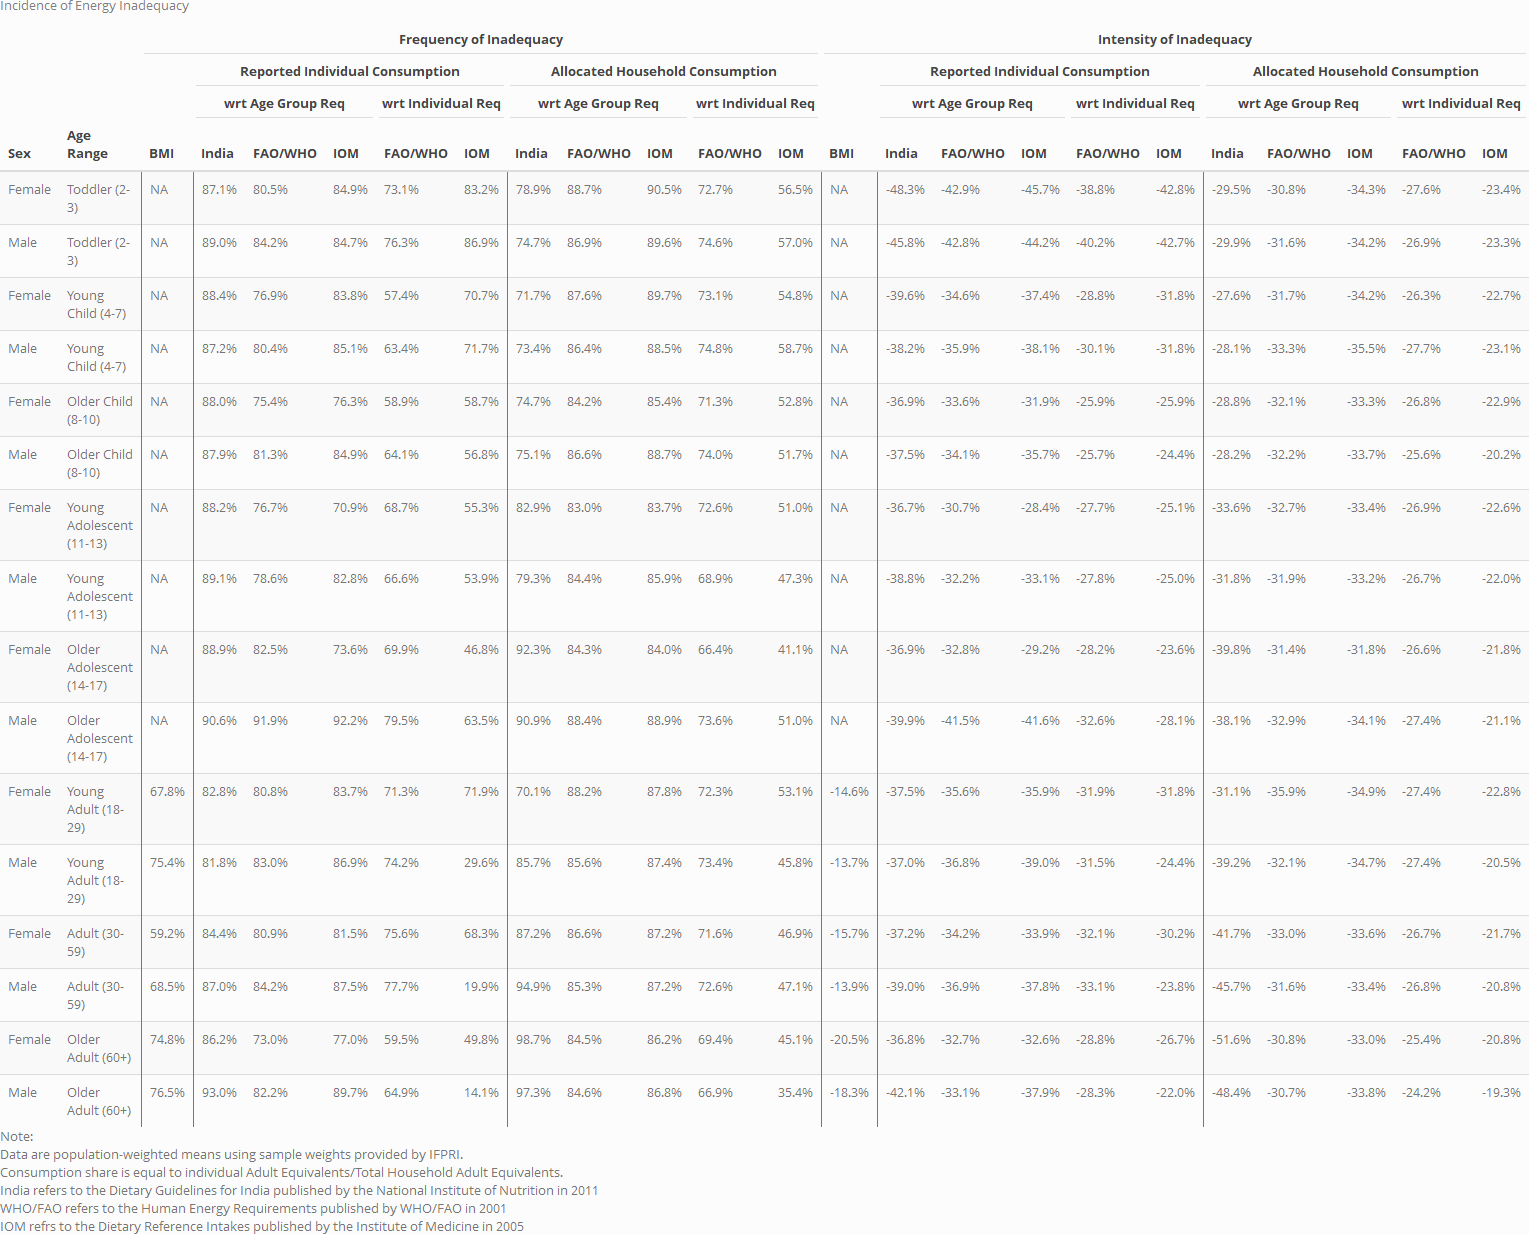 Incidence of Energy Inadequacy
Frequency of Inadequacy Intensity of Inadequacy
Reported Individual Consumption Allocated Household Consumption Reported Individual Consumption Allocated Household Consumption
wrt Age Group Req wrt Individual Req wrt Age Group Req wrt Individual Req wrt Age Group Req wrt Individual Req wrt Age Group Req wrt Individual Req
Age
Sex Range BMI India FAO/WHO IOM FAO/WHO IOM India FAO/WHO IOM FAO/WHO IOM BMI India FAO/WHO IOM FAO/WHO IOM India FAO/WHO IOM FAO/WHO IOM
Female Toddler (2- NA 87.1% 80.5% 84.9% 73.1% 83.2% 78.9% 88.7% 90.5% 72.7% 56.5% NA -48.3% -42.9% -45.7% -38.8% -42.8% -29.5% -30.8% -34.3% -27.6% -23.4%
3)
Male Toddler (2- NA 89.0% 84.2% 84.7% 76.3% 86.9% 74.7% 86.9% 89.6% 74.6% 57.0% NA -45.8% -42.8% -44.2% -40.2% -42.7% -29.9% -31.6% -34.2% -26.9% -23.3%
3)
Female Young NA 88.4% 76.9% 83.8% 57.4% 70.7% 71.7% 87.6% 89.7% 73.1% 54.8% NA -39.6% -34.6% -37.4% -28.8% -31.8% -27.6% -31.7% -34.2% -26.3% -22.7%
Child (4-7)
Male Young NA 87.2% 80.4% 85.1% 63.4% 71.7% 73.4% 86.4% 88.5% 74.8% 58.7% NA -38.2% -35.9% -38.1% -30.1% -31.8% -28.1% -33.3% -35.5% -27.7% -23.1%
Child (4-7)
Female Older Child NA 88.0% 75.4% 76.3% 58.9% 58.7% 74.7% 84.2% 85.4% 71.3% 52.8% NA -36.9% -33.6% -31.9% -25.9% -25.9% -28.8% -32.1% -33.3% -26.8% -22.9%
(8-10)
Male Older Child NA 87.9% 81.3% 84.9% 64.1% 56.8% 75.1% 86.6% 88.7% 74.0% 51.7% NA -37.5% -34.1% -35.7% -25.7% -24.4% -28.2% -32.2% -33.7% -25.6% -20.2%
(8-10)
Female Young NA 88.2% 76.7% 70.9% 68.7% 55.3% 82.9% 83.0% 83.7% 72.6% 51.0% NA -36.7% -30.7% -28.4% -27.7% -25.1% -33.6% -32.7% -33.4% -26.9% -22.6%
Adolescent
(11-13)
Male Young NA 89.1% 78.6% 82.8% 66.6% 53.9% 79.3% 84.4% 85.9% 68.9% 47.3% NA -38.8% -32.2% -33.1% -27.8% -25.0% -31.8% -31.9% -33.2% -26.7% -22.0%
Adolescent
(11-13)
Female Older NA 88.9% 82.5% 73.6% 69.9% 46.8% 92.3% 84.3% 84.0% 66.4% 41.1% NA -36.9% -32.8% -29.2% -28.2% -23.6% -39.8% -31.4% -31.8% -26.6% -21.8%
Adolescent
(14-17)
Male Older NA 90.6% 91.9% 92.2% 79.5% 63.5% 90.9% 88.4% 88.9% 73.6% 51.0% NA -39.9% -41.5% -41.6% -32.6% -28.1% -38.1% -32.9% -34.1% -27.4% -21.1%
Adolescent
(14-17)
Female Young 67.8% 82.8% 80.8% 83.7% 71.3% 71.9% 70.1% 88.2% 87.8% 72.3% 53.1% -14.6% -37.5% -35.6% -35.9% -31.9% -31.8% -31.1% -35.9% -34.9% -27.4% -22.8%
Adult (18-
29)
Male Young 75.4% 81.8% 83.0% 86.9% 74.2% 29.6% 85.7% 85.6% 87.4% 73.4% 45.8% -13.7% -37.0% -36.8% -39.0% -31.5% -24.4% -39.2% -32.1% -34.7% -27.4% -20.5%
Adult (18-
29)
Female Adult (30- 59.2% 84.4% 80.9% 81.5% 75.6% 68.3% 87.2% 86.6% 87.2% 71.6% 46.9% -15.7% -37.2% -34.2% -33.9% -32.1% -30.2% -41.7% -33.0% -33.6% -26.7% -21.7%
59)
Male Adult (30- 68.5% 87.0% 84.2% 87.5% 77.7% 19.9% 94.9% 85.3% 87.2% 72.6% 47.1% -13.9% -39.0% -36.9% -37.8% -33.1% -23.8% -45.7% -31.6% -33.4% -26.8% -20.8%
59)
Female Older 74.8% 86.2% 73.0% 77.0% 59.5% 49.8% 98.7% 84.5% 86.2% 69.4% 45.1% -20.5% -36.8% -32.7% -32.6% -28.8% -26.7% -51.6% -30.8% -33.0% -25.4% -20.8%
Adult (60+)
Male Older 76.5% 93.0% 82.2% 89.7% 64.9% 14.1% 97.3% 84.6% 86.8% 66.9% 35.4% -18.3% -42.1% -33.1% -37.9% -28.3% -22.0% -48.4% -30.7% -33.8% -24.2% -19.3%
Adult (60+)
Note:
Data are population-weighted means using sample weights provided by IFPRI.
Consumption share is equal to individual Adult Equivalents/Total Household Adult Equivalents.
India refers to the Dietary Guidelines for India published by the National Institute of Nutrition in 2011
WHO/FAO refers to the Human Energy Requirements published by WHO/FAO in 2001
IOM refrs to the Dietary Reference Intakes published by the Institute of Medicine in 2005